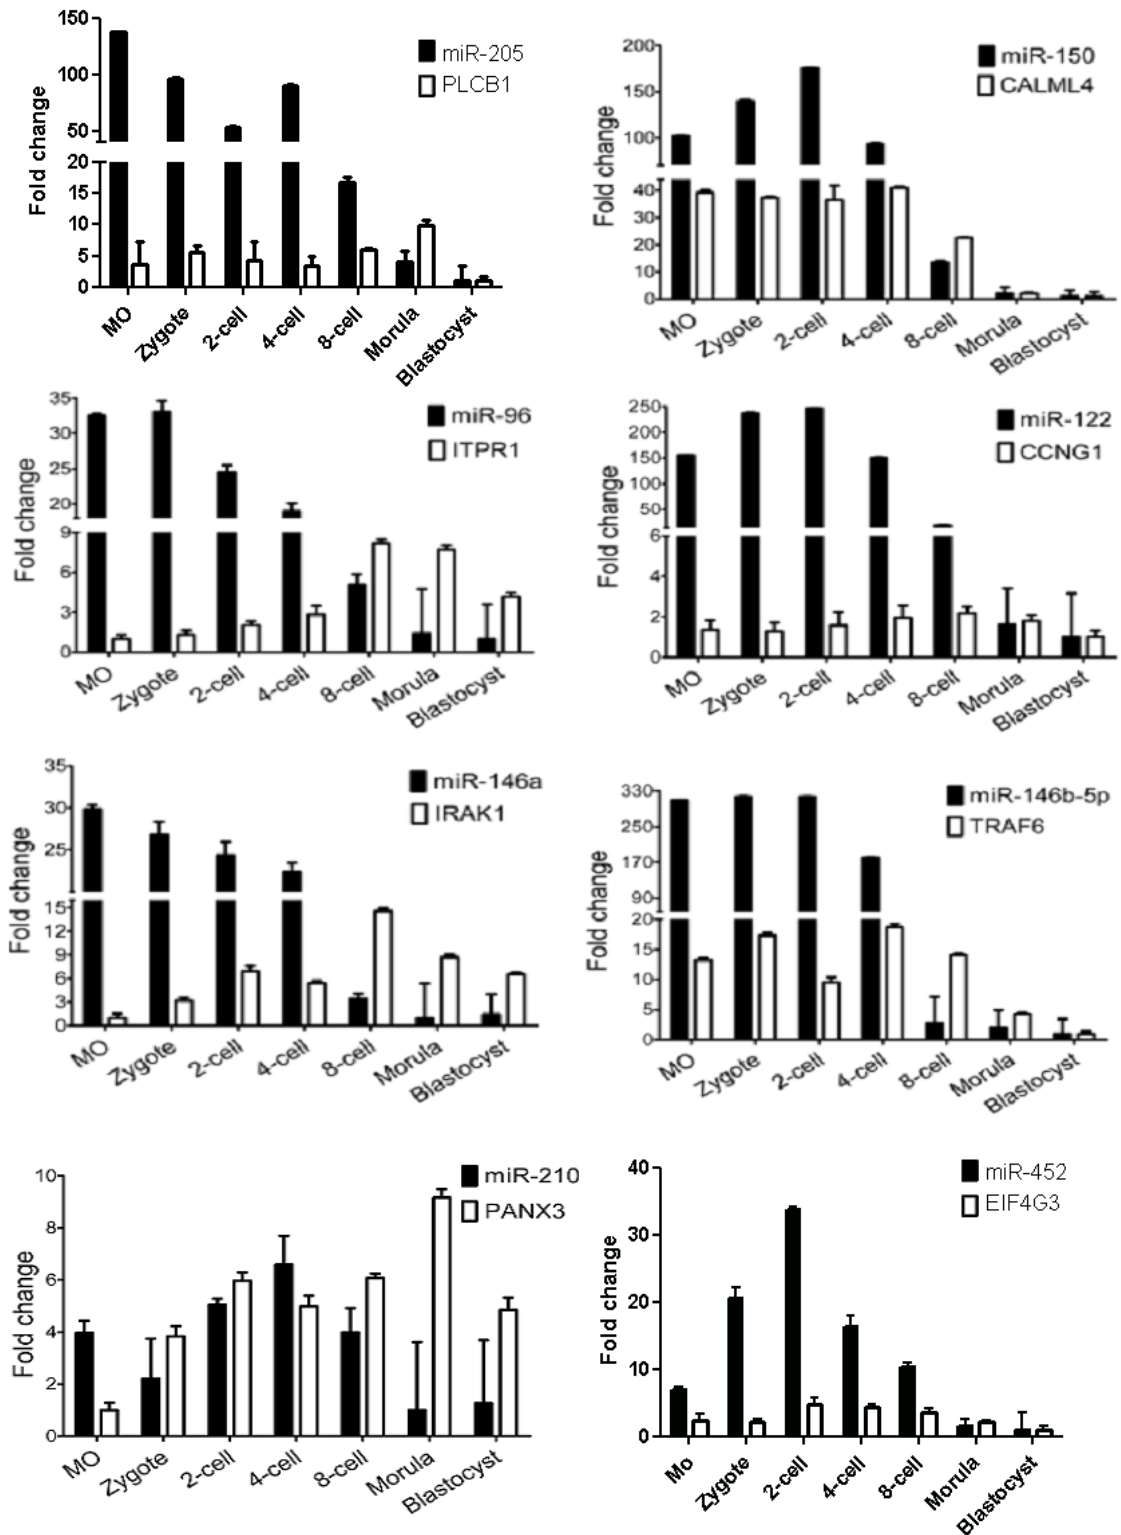 150
100
50
20
15
10
5
0
Fold change
miR-205
PLCB1
MO
Zygote
2-cell
4-cell
8-cell
Morula
Blastocyst
200
150
100
40
30
20
10
0
Fold change
miR-150
CALML4
MO
Zygote
2-cell
4-cell
8-cell
Morula
Blastocyst
35
30
25
20
9
6
3
0
Fold change
miR-96
ITPR1
MO
Zygote
2-cell
4-cell
8-cell
Morula
Blastocyst
250
200
150
100
50
6
4
2
0
Fold change
miR-122
CCNG1
MO
Zygote
2-cell
4-cell
8-cell
Morula
Blastocyst
35
30
25
15
12
9
6
3
0
Fold change
miR-146a
IRAK1
MO
Zygote
2-cell
4-cell
8-cell
Morula
Blastocyst
330
250
170
90
20
15
10
5
0
Fold change
miR-146b-5p
TRAF6
MO
Zygote
2-cell
4-cell
8-cell
Morula
Blastocyst
10
8
6
4
2
0
Fold change
miR-210
PANX3
MO
Zygote
2-cell
4-cell
8-cell
Morula
Blastocyst
40
30
20
10
0
Fold change
miR-452
EIF4G3
Mo
Zygote
2-cell
4-cell
8-cell
Morula
Blastocyst